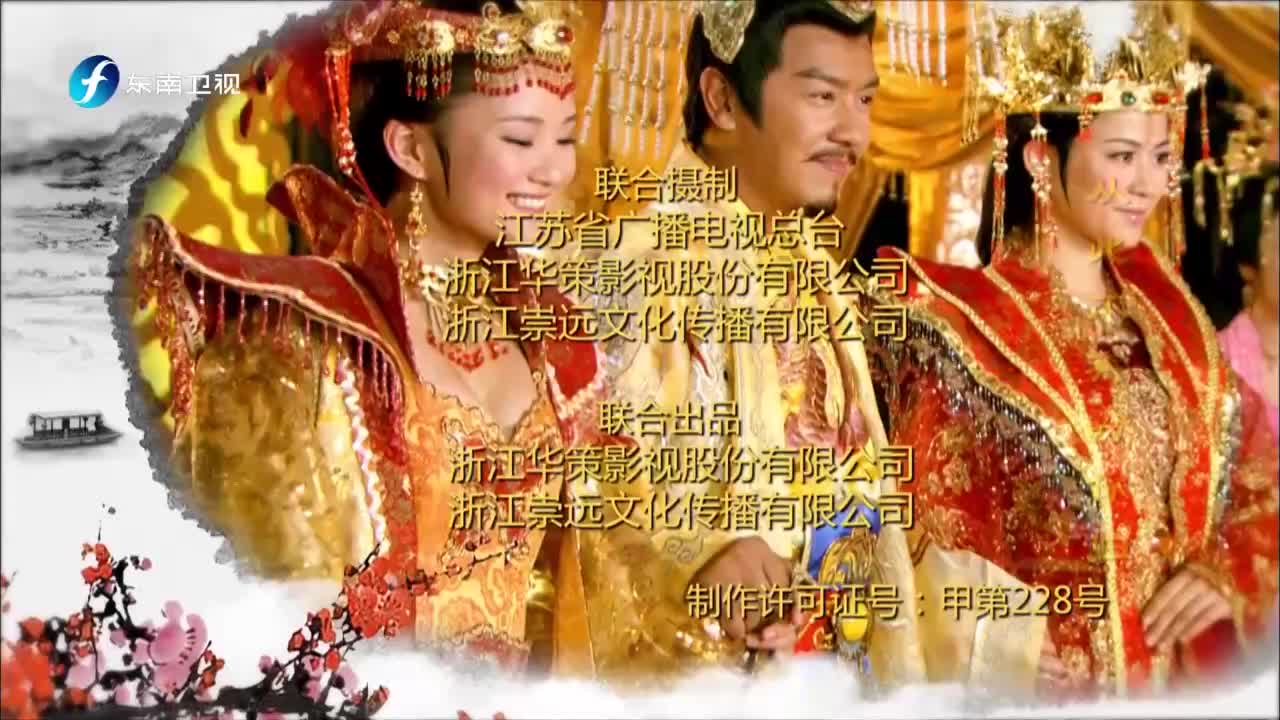 东南卫视
联合摄制
江苏省广播电视总台
浙江华策影视股份有限公司
浙江崇远文化传播有限公司
联合出品
浙江华策影视股份有限公司
浙江崇远文化传播有限公司
制作许可证号：甲第228号